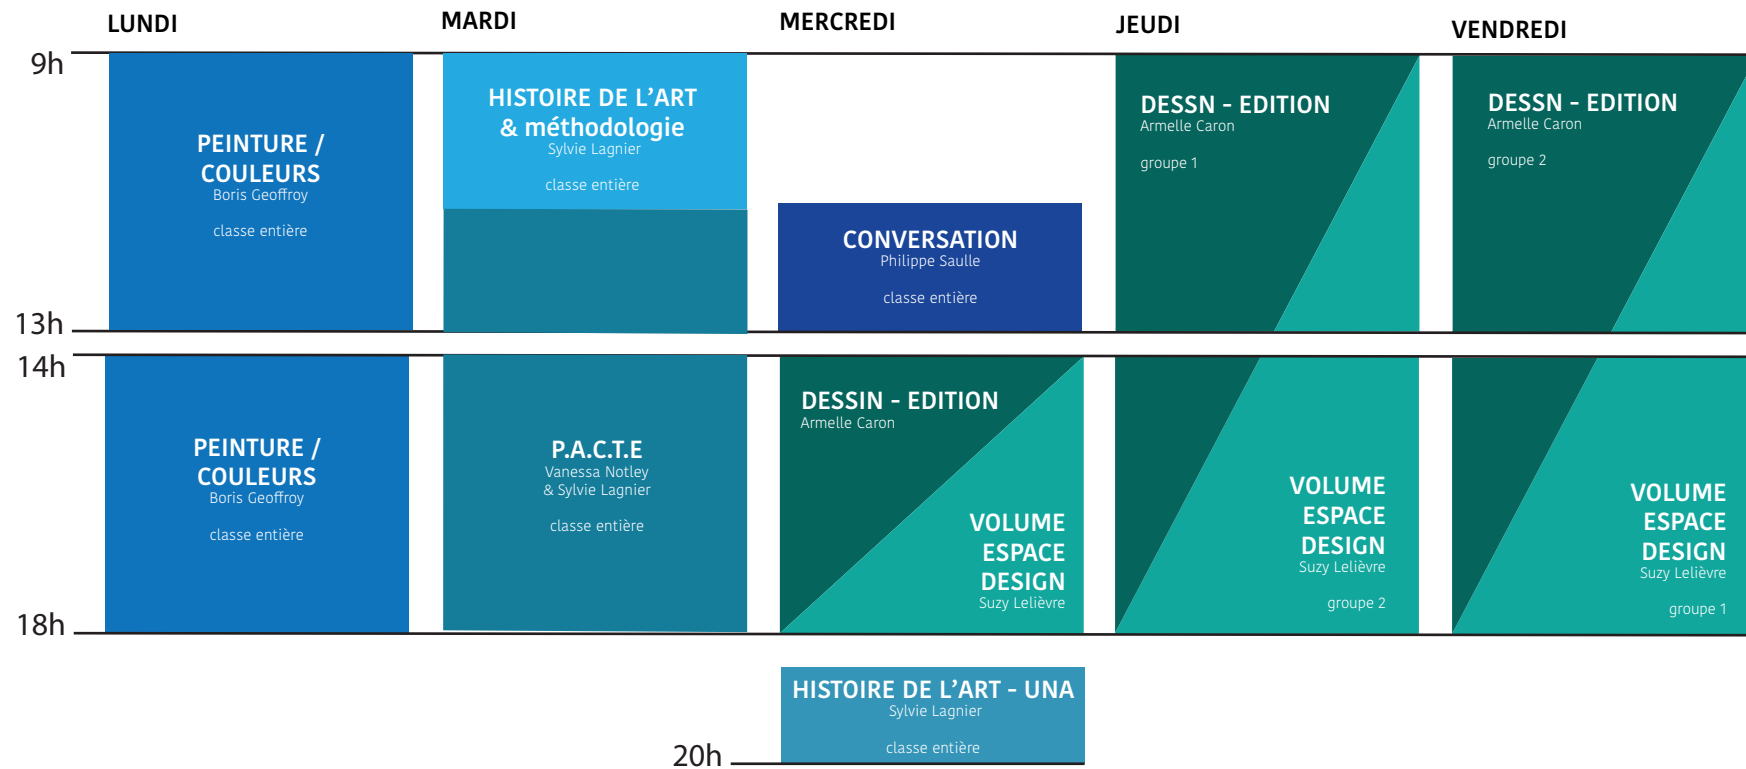 LUNDI
MARDI
MERCREDI
JEUDI
VENDREDI
9h
PEINTURE /
COULEURS
Boris Geoffroy
classe entière
HISTOIRE DE L'ART
& méthodologie
Sylvie Lagnier
classe entière
CONVERSATION
Philippe Saulle
classe entière
DESSN - EDITION
Armelle Caron
groupe 1
DESSN - EDITION
Armelle Caron
groupe 2
13h
14h
PEINTURE /
COULEURS
Boris Geoffroy
classe entière
P.A.C.T.E
Vanessa Notley
& Sylvie Lagnier
classe entière
DESSIN - EDITION
Armelle Caron
VOLUME
ESPACE
DESIGN
Suzy Lelièvre
VOLUME
ESPACE
DESIGN
Suzy Lelièvre
groupe 2
VOLUME
ESPACE
DESIGN
Suzy Lelièvre
groupe 1
18h
HISTOIRE DE L'ART - UNA
Sylvie Lagnier
classe entière
20h